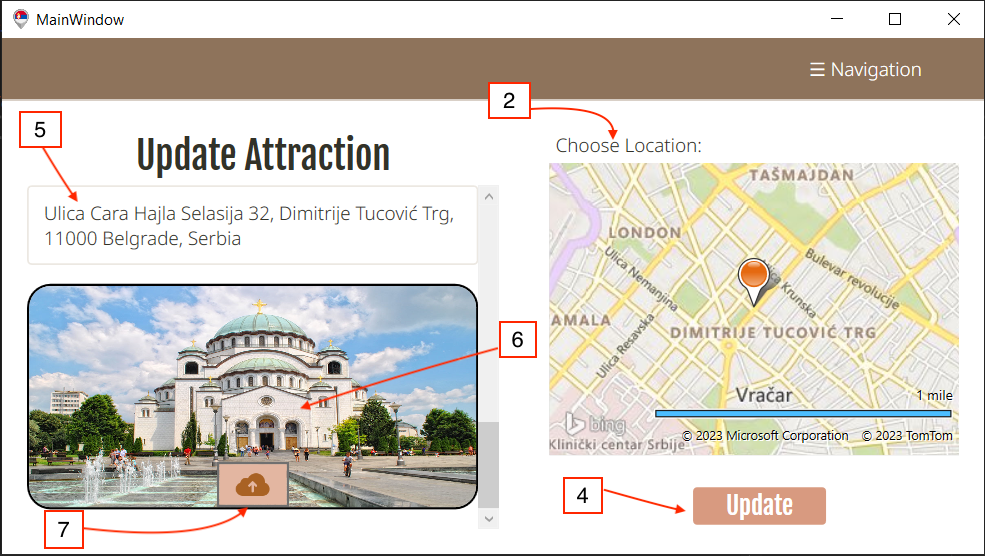 MainWindow
☰ Navigation
2
5
Update Attraction
Ulica Cara Hajla Selasija 32, Dimitrije Tucović Trg,
11000 Belgrade, Serbia
6
7
Choose Location:
TAŠMAJDAN
LONDON
Ulica Nemanjina
Bulevar revolucije
Krunska
AMALA
Ulica Resavska
DIMITRIJE TUCOVIĆ TRG
Vračar
1 mile
bing
© 2023 Microsoft Corporation © 2023 TomTom
Klinički centar Srbije
4
Update